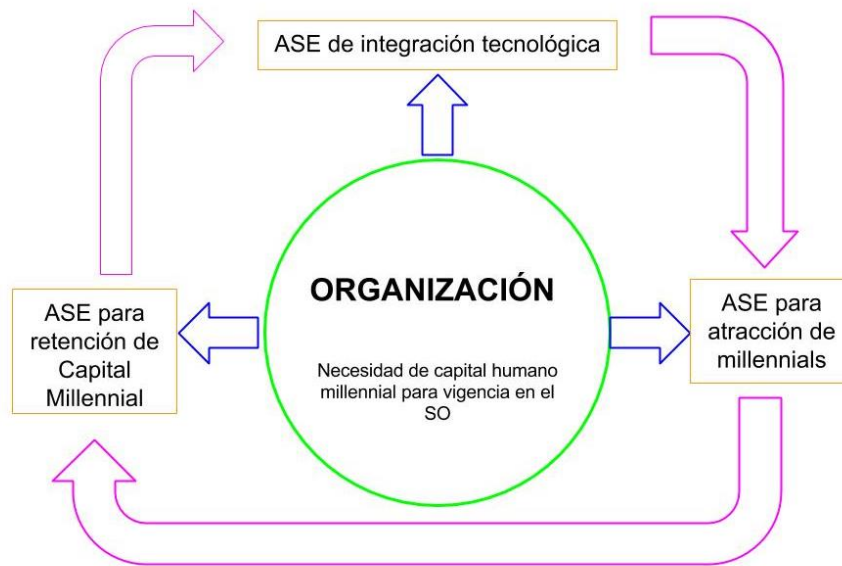 ASE de integración tecnológica
ORGANIZACIÓN
Necesidad de capital humano
millennial para vigencia en el
SO
ASE para
retención de
Capital
Millennial
ASE para
atracción de
millennials